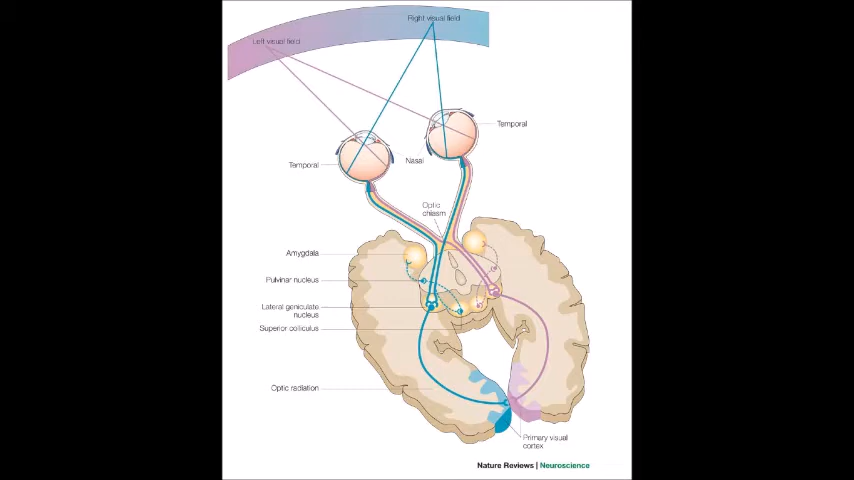 Right visual field
Left visual field
Temporal
Nasal
Temporal
Optic
chiasm
Amygdala
Pulvinar nucleus
Lateral geniculate
nucleus
Superior colliculus
Optic radiation
Primary visual
cortex
Nature Reviews | Neuroscience